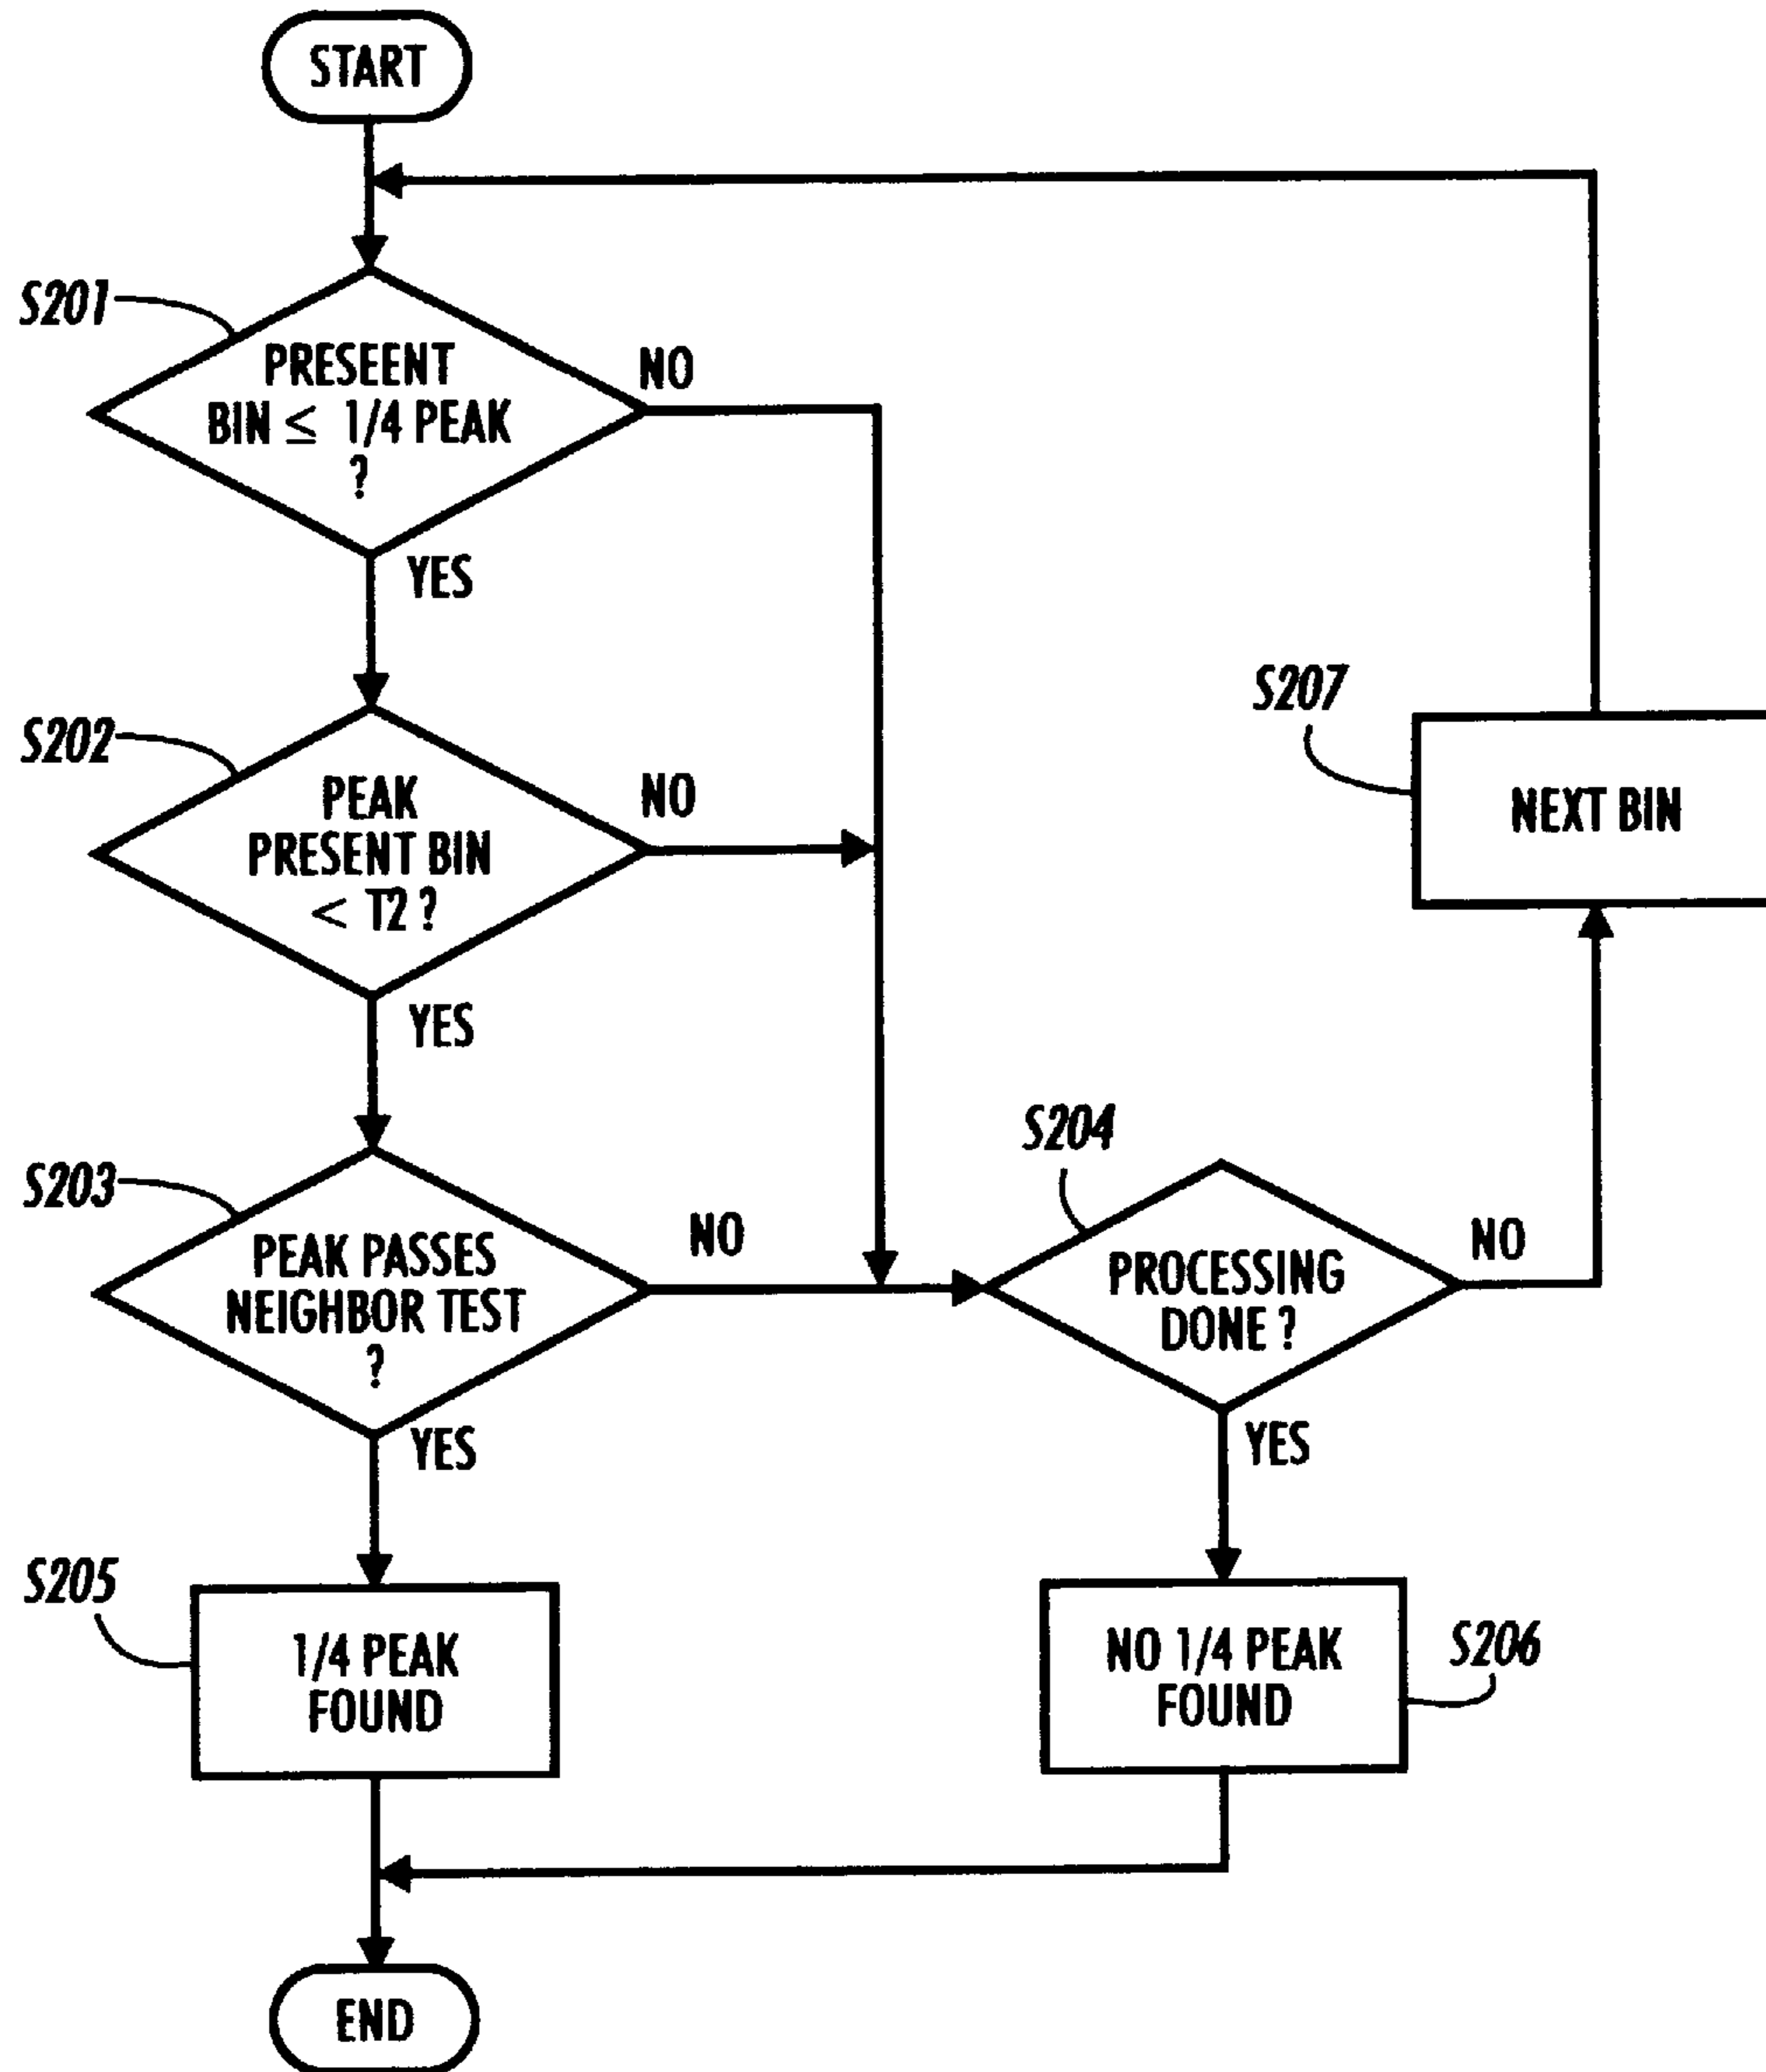 START
S201
PRESEENT
BIN ≤ 1/4 PEAK
?
NO
YES
S202
PEAK
PRESENT BIN
< T2 ?
NO
YES
S207
NEXT BIN
S203
PEAK PASSES
NEIGHBOR TEST
?
NO
YES
S204
PROCESSING
DONE ?
NO
YES
S205
1/4 PEAK
FOUND
NO 1/4 PEAK
FOUND
S206
END